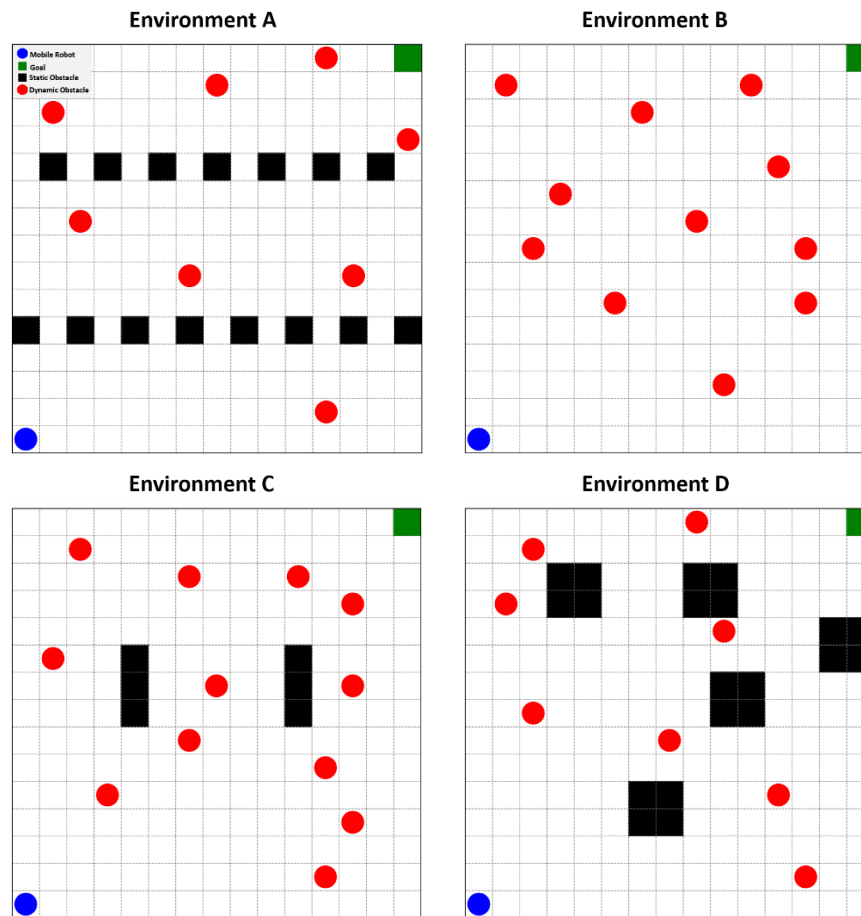 Environment A
Environment B
Mobile Robot
Goal
Static Obstacle
Dynamic Obstacle
Environment C
Environment D